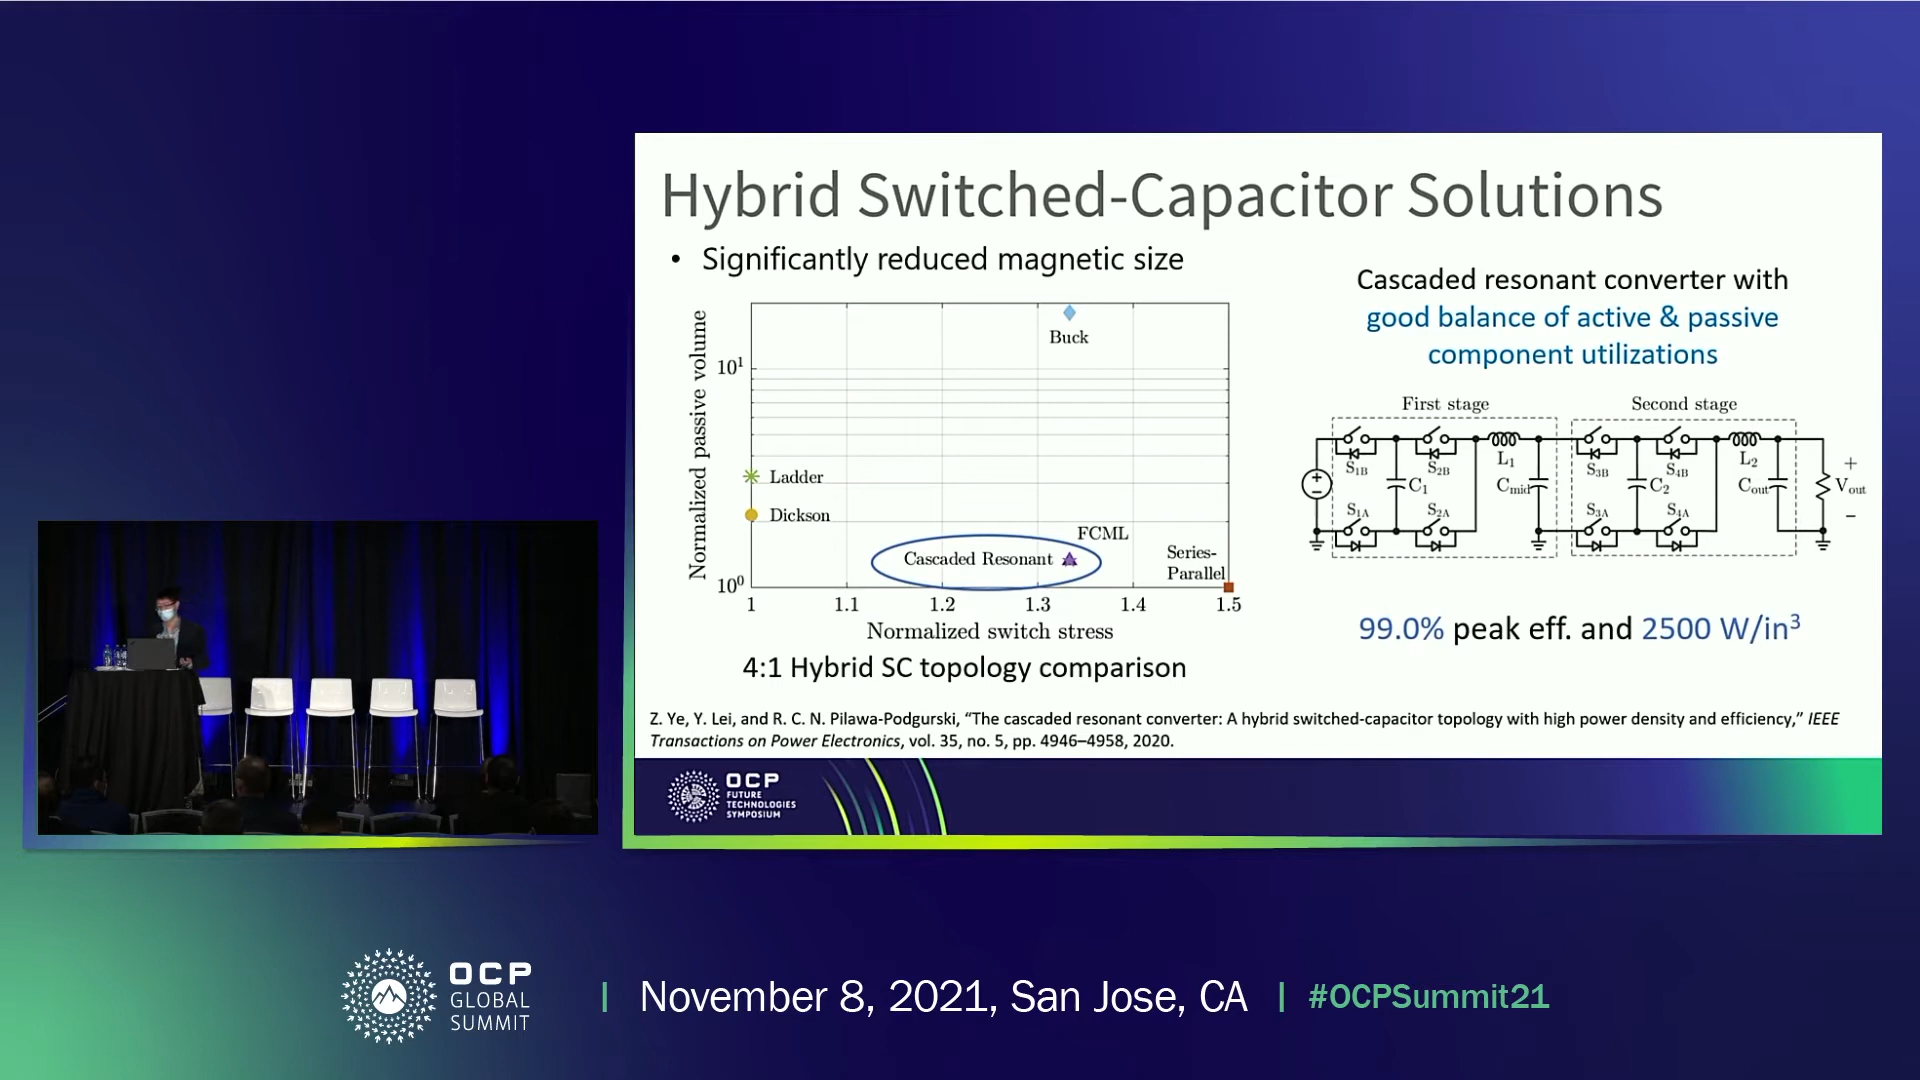 Hybrid Switched-Capacitor Solutions
• Significantly reduced magnetic size
Normalized passive volume
10¹
10⁰
Buck
Ladder
Dickson
FCML
Cascaded Resonant
Series-
Parallel
1 1.1 1.2 1.3 1.4 1.5
Normalized switch stress
4:1 Hybrid SC topology comparison
Cascaded resonant converter with
good balance of active & passive
component utilizations
First stage
Second stage
S1B S2B L1 S3B S4B L2
C1 Cmid C2 Cout
+
Vout
−
S1A S2A S3A S4A
99.0% peak eff. and 2500 W/in³
Z. Ye, Y. Lei, and R. C. N. Pilawa-Podgurski, “The cascaded resonant converter: A hybrid switched-capacitor topology with high power density and efficiency,” IEEE
Transactions on Power Electronics, vol. 35, no. 5, pp. 4946–4958, 2020.
OCP
FUTURE
TECHNOLOGIES
SYMPOSIUM
OCP
GLOBAL
SUMMIT
| November 8, 2021, San Jose, CA | #OCPSummit21